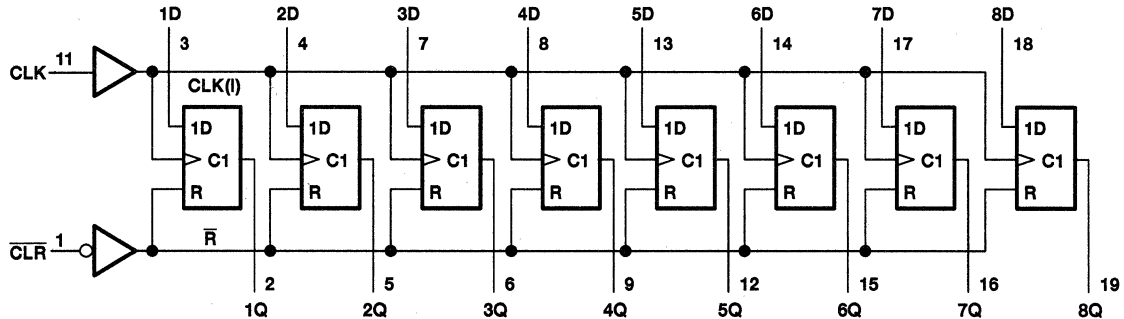 1D 2D 3D 4D 5D 6D 7D 8D
3 4 7 8 13 14 17 18
CLK 11
CLK(I)
1D 1D 1D 1D 1D 1D 1D 1D
C1 C1 C1 C1 C1 C1 C1 C1
R R R R R R R R
C̅L̅R̅ 1
R̅
2 5 6 9 12 15 16 19
1Q 2Q 3Q 4Q 5Q 6Q 7Q 8Q